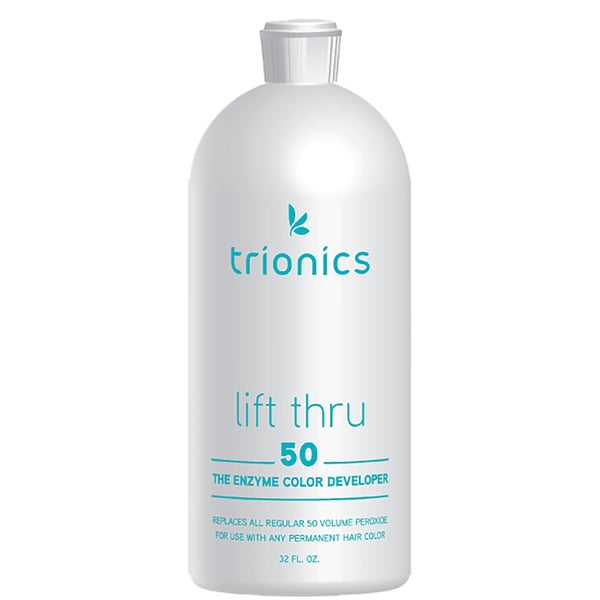 trionics
lift thru
50
THE ENZYME COLOR DEVELOPER
REPLACES ALL REGULAR 50 VOLUME PEROXIDE
FOR USE WITH ANY PERMANENT HAIR COLOR
32 FL. OZ.